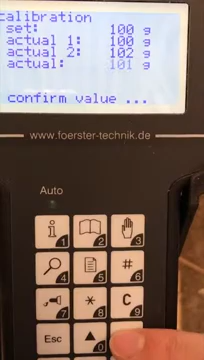 calibration
set: 100 g
actual 1: 100 g
actual 2: 102 g
actual: 101 g
confirm value ...
www.foerster-technik.de
Auto
i 1
2
3
4
5
# 6
7
* 8
C 9
Esc
0